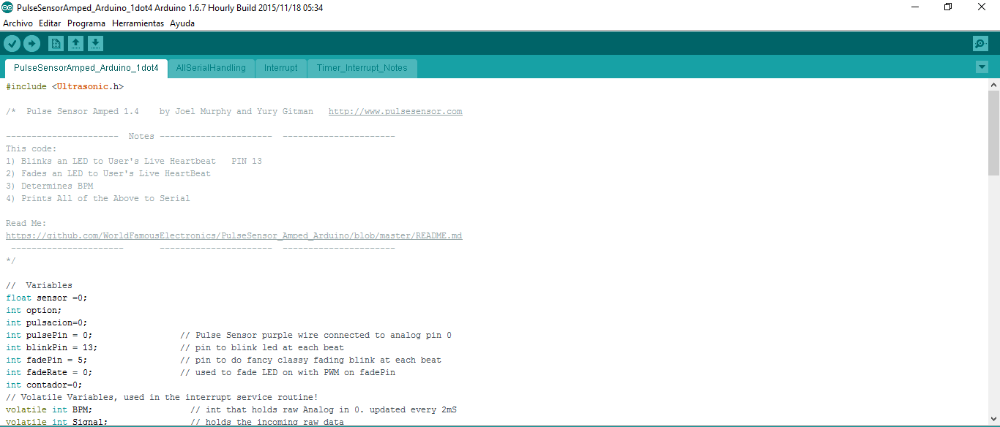 PulseSensorAmped_Arduino_1dot4 Arduino 1.6.7 Hourly Build 2015/11/18 05:34
Archivo Editar Programa Herramientas Ayuda
PulseSensorAmped_Arduino_1dot4 AllSerialHandling Interrupt Timer_Interrupt_Notes
#include <Ultrasonic.h>
/*  Pulse Sensor Amped 1.4    by Joel Murphy and Yury Gitman   http://www.pulsesensor.com
----------------------  Notes ----------------------  ----------------------
This code:
1) Blinks an LED to User's Live Heartbeat   PIN 13
2) Fades an LED to User's Live HeartBeat
3) Determines BPM
4) Prints All of the Above to Serial
Read Me:
https://github.com/WorldFamousElectronics/PulseSensor_Amped_Arduino/blob/master/README.md
 ----------------------       ----------------------  ----------------------
*/
//  Variables
float sensor =0;
int option;
int pulsacion=0;
int pulsePin = 0;                 // Pulse Sensor purple wire connected to analog pin 0
int blinkPin = 13;                // pin to blink led at each beat
int fadePin = 5;                  // pin to do fancy classy fading blink at each beat
int fadeRate = 0;                 // used to fade LED on with PWM on fadePin
int contador=0;
// Volatile Variables, used in the interrupt service routine!
volatile int BPM;                   // int that holds raw Analog in 0. updated every 2mS
volatile int Signal;                // holds the incoming raw data